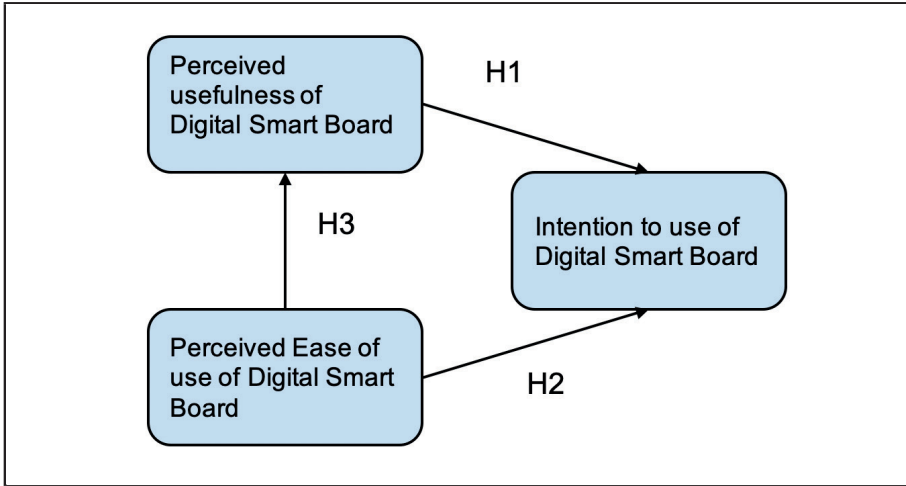 Perceived
usefulness of
Digital Smart Board
H1
Intention to use of
Digital Smart Board
H3
Perceived Ease of
use of Digital Smart
Board
H2